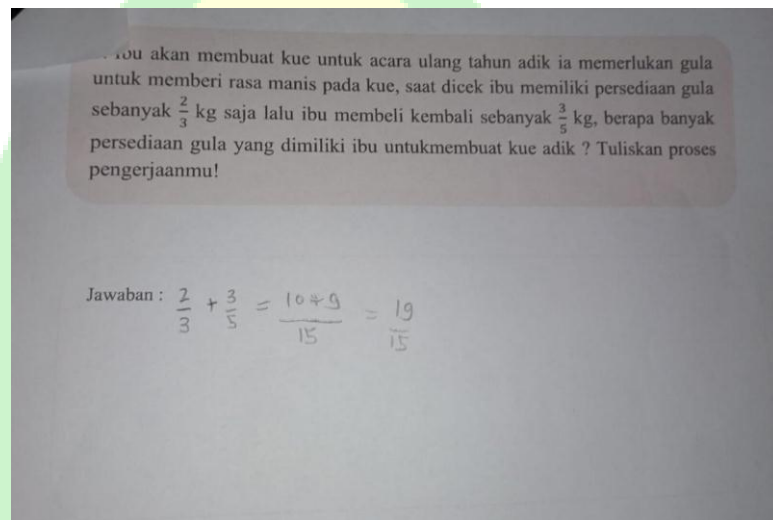 ibu akan membuat kue untuk acara ulang tahun adik ia memerlukan gula
untuk memberi rasa manis pada kue, saat dicek ibu memiliki persediaan gula
sebanyak 2/3 kg saja lalu ibu membeli kembali sebanyak 3/5 kg, berapa banyak
persediaan gula yang dimiliki ibu untukmembuat kue adik ? Tuliskan proses
pengerjaanmu!
Jawaban : 2/3 + 3/5 = 10+9/15 = 19/15